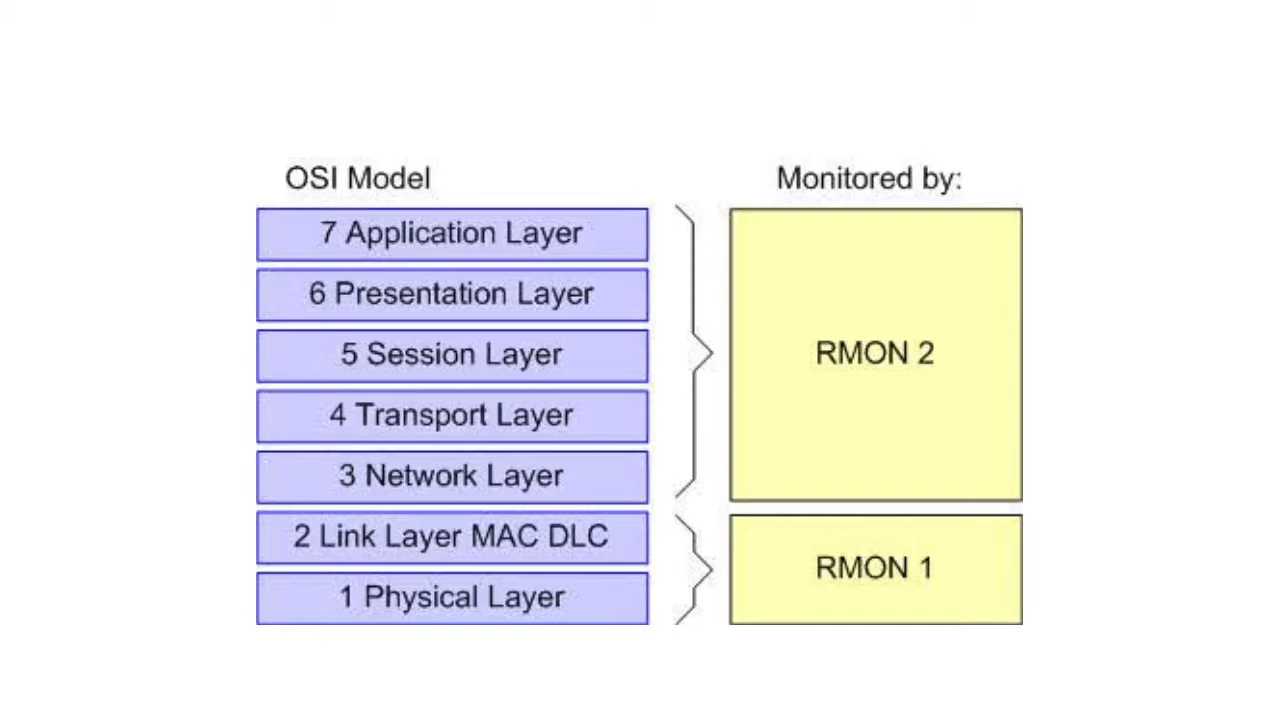 OSI Model
Monitored by:
7 Application Layer
6 Presentation Layer
5 Session Layer
4 Transport Layer
3 Network Layer
2 Link Layer MAC DLC
1 Physical Layer
RMON 2
RMON 1